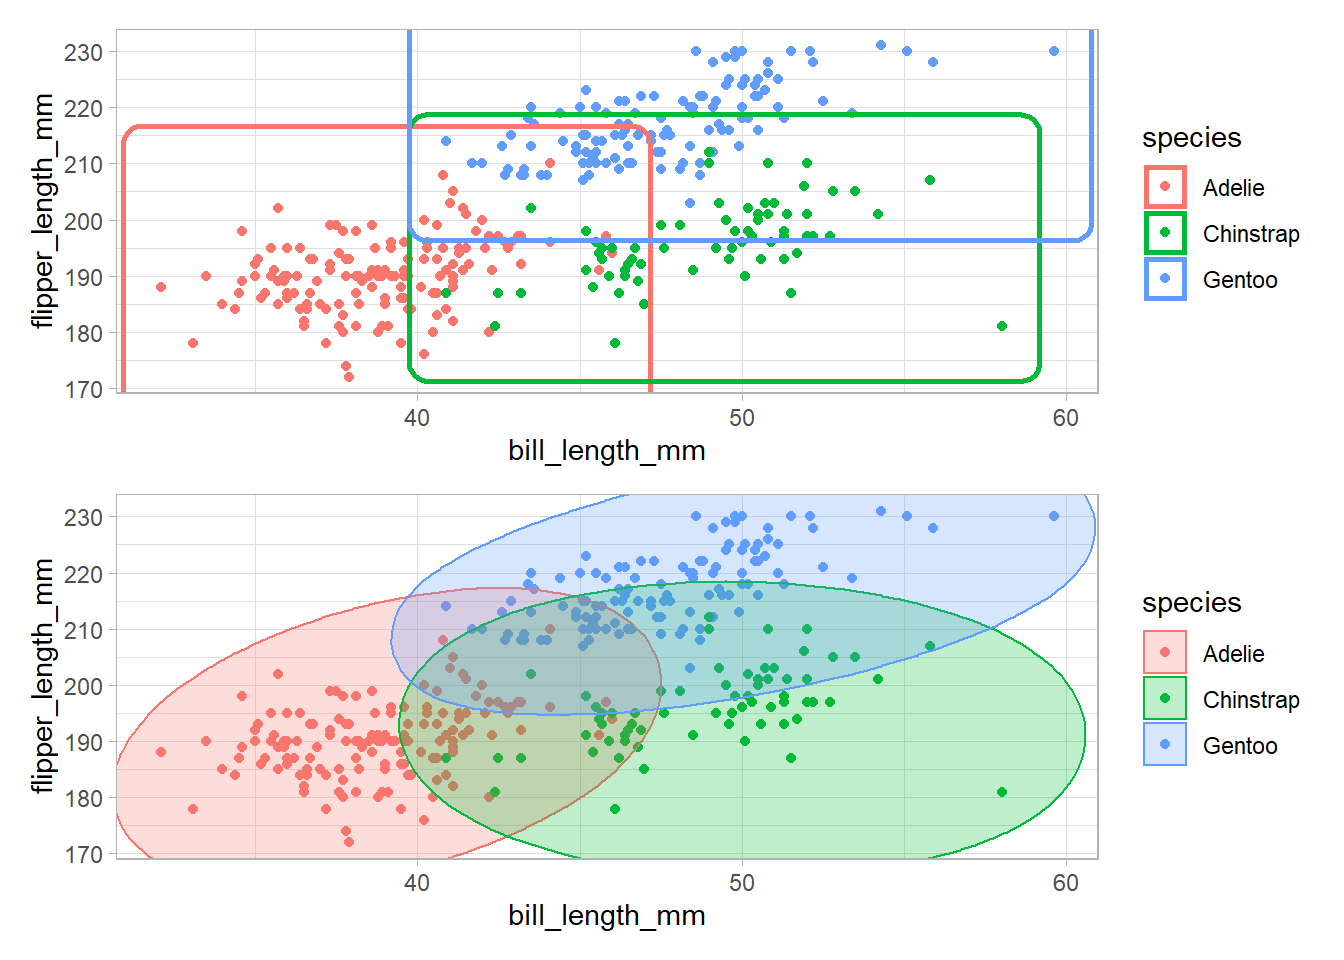 230
220
210
200
190
180
170
flipper_length_mm
40 50 60
bill_length_mm
species
Adelie
Chinstrap
Gentoo
230
220
210
200
190
180
170
flipper_length_mm
40 50 60
bill_length_mm
species
Adelie
Chinstrap
Gentoo